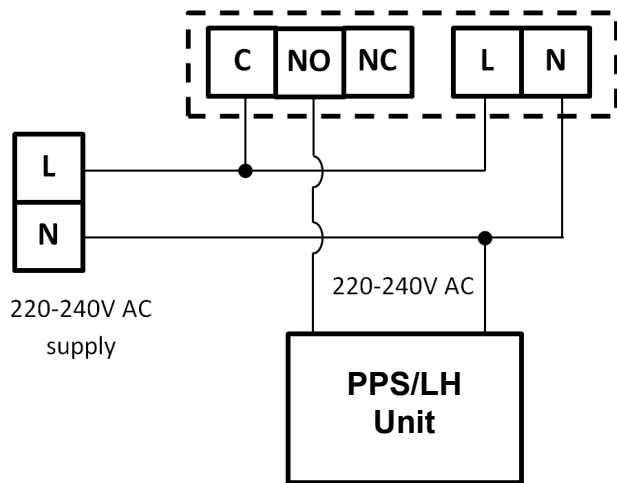 C NO NC L N
L
N
220-240V AC
supply
220-240V AC
PPS/LH
Unit